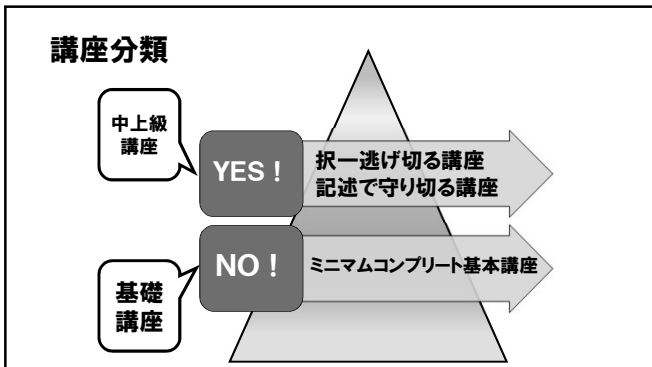 講座分類
中上級
講座
YES！
択一逃げ切る講座
記述で守り切る講座
NO！
ミニマムコンプリート基本講座
基礎
講座